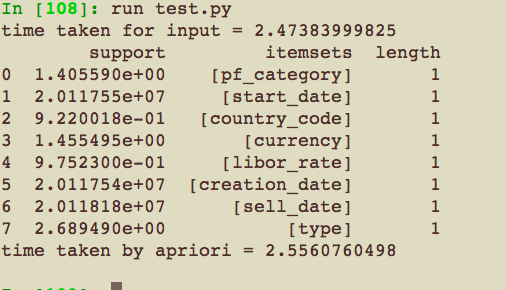 In [108]: run test.py
time taken for input = 2.47383999825
support itemsets length
0 1.405590e+00 [pf_category] 1
1 2.011755e+07 [start_date] 1
2 9.220018e-01 [country_code] 1
3 1.455495e+00 [currency] 1
4 9.752300e-01 [libor_rate] 1
5 2.011754e+07 [creation_date] 1
6 2.011818e+07 [sell_date] 1
7 2.689490e+00 [type] 1
time taken by apriori = 2.5560760498